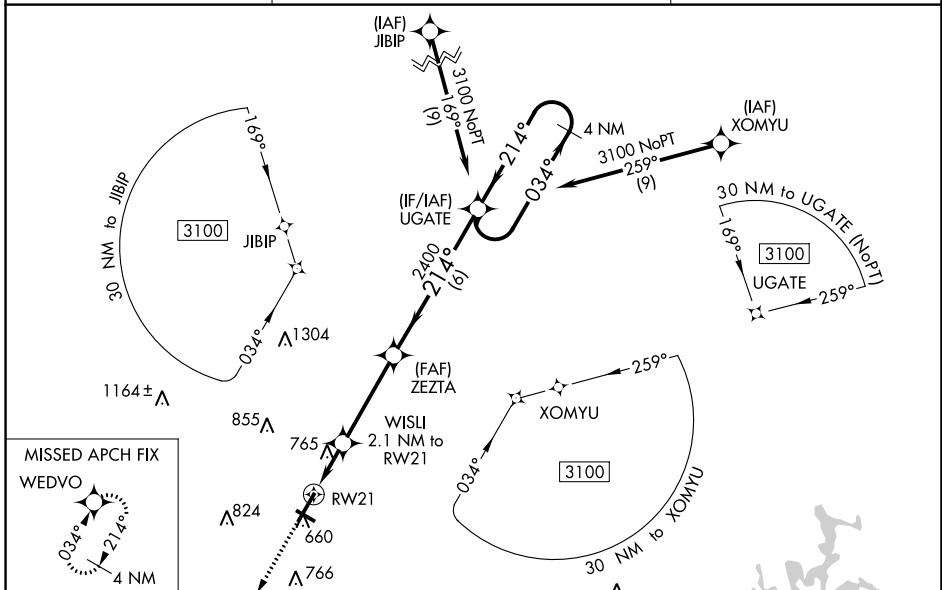 (IAF)
JIBIP
3100 NoPT
169°
(9)
(IAF)
XOMYU
3100 NoPT
259°
(9)
4 NM
214°
034°
(IF/IAF)
UGATE
2400
214°
(6)
(FAF)
ZEZTA
WISLI
2.1 NM to
RW21
RW21
30 NM to JIBIP
169°
3100
JIBIP
034°
30 NM to UGATE (NoPT)
169°
3100
UGATE
259°
259°
XOMYU
034°
3100
30 NM to XOMYU
1304
1164 ±
855
765
824
660
766
MISSED APCH FIX
WEDVO
034°
214°
4 NM